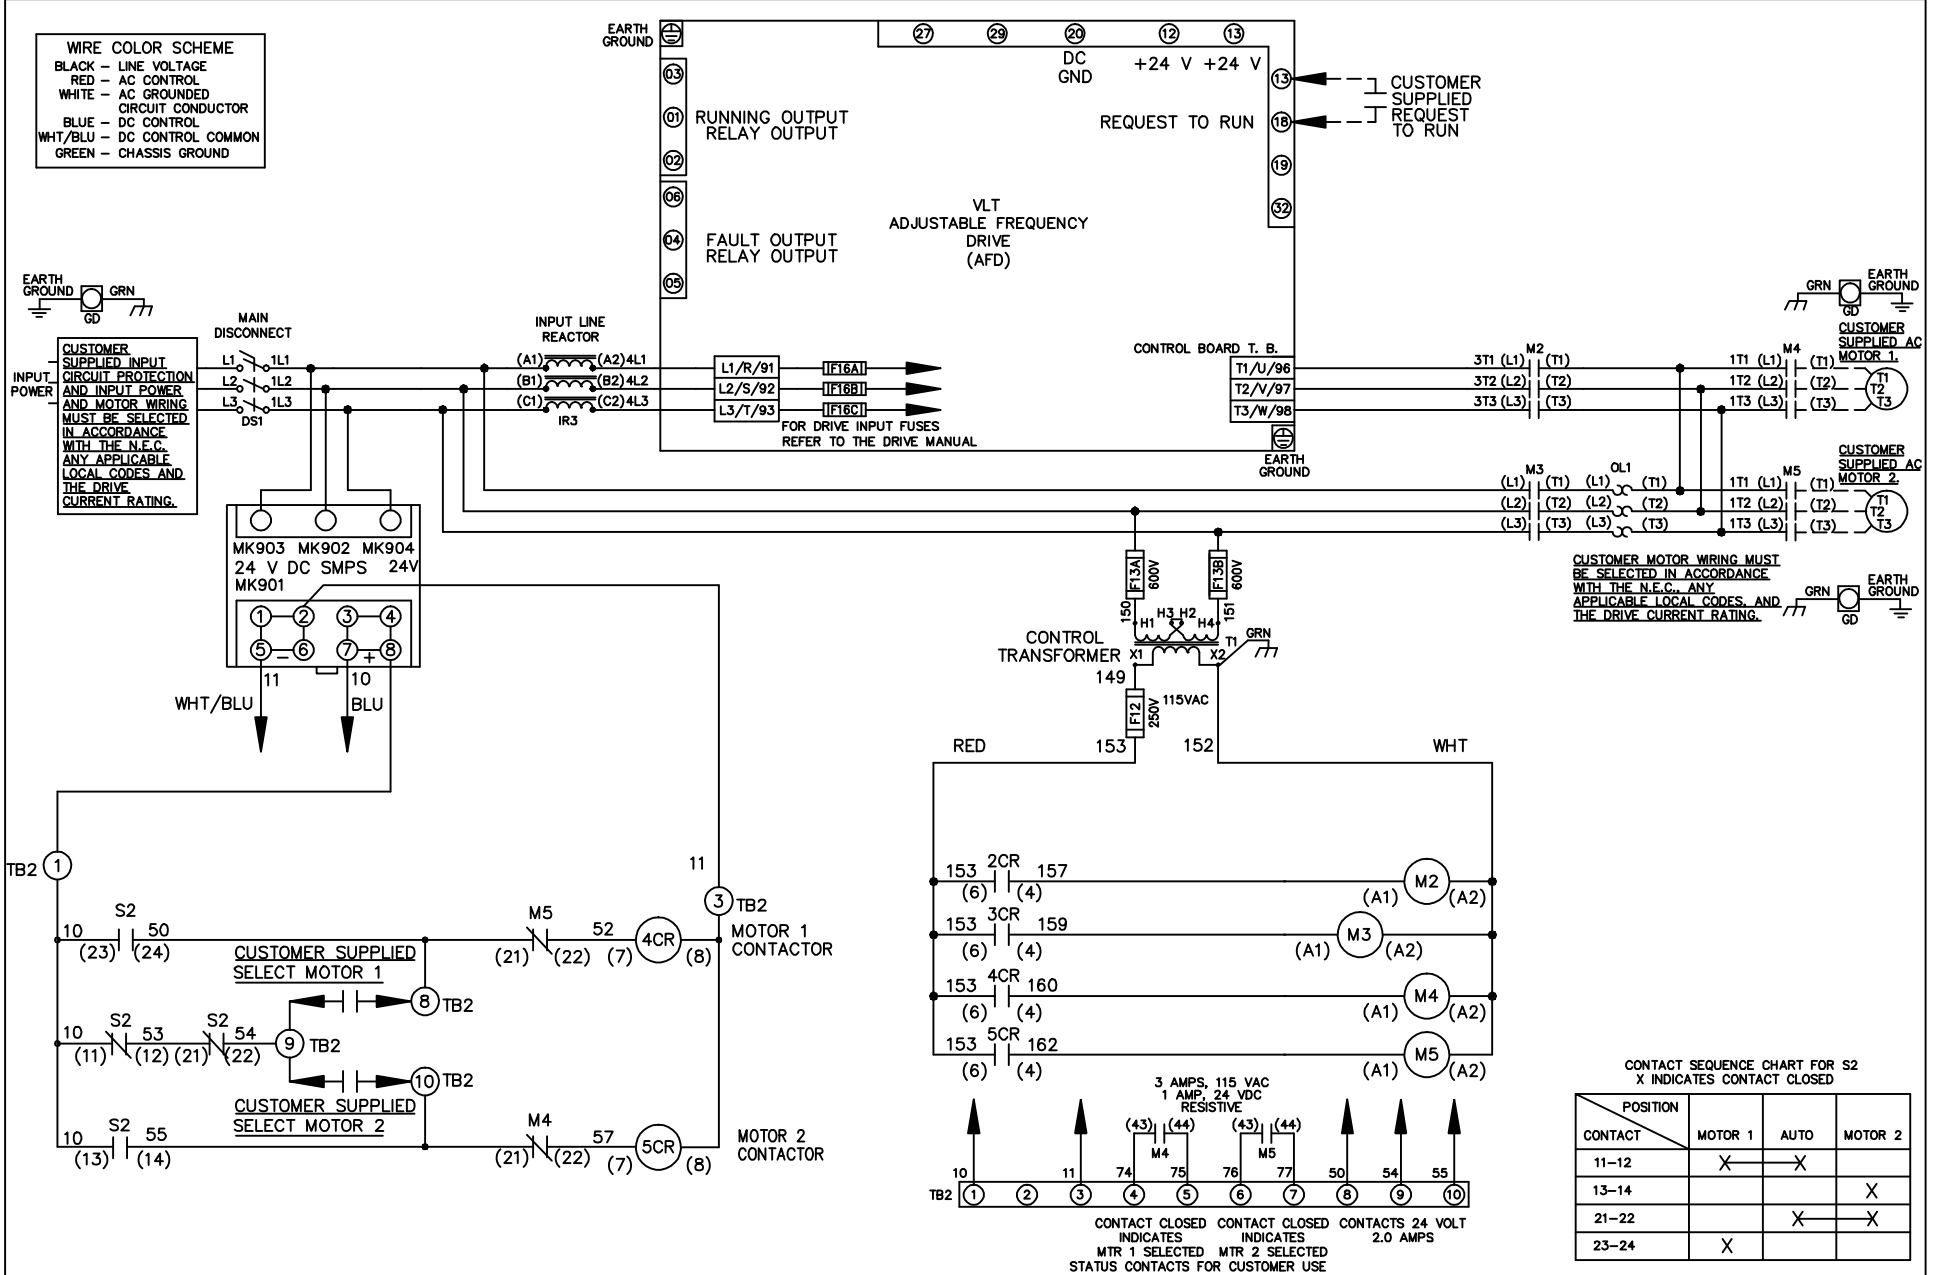 WIRE COLOR SCHEME
BLACK – LINE VOLTAGE
RED – AC CONTROL
WHITE – AC GROUNDED
CIRCUIT CONDUCTOR
BLUE – DC CONTROL
WHT/BLU – DC CONTROL COMMON
GREEN – CHASSIS GROUND
EARTH
GROUND
27 29 20 12 13
DC
GND
+24 V +24 V
03
01
02
RUNNING OUTPUT
RELAY OUTPUT
06
04
05
FAULT OUTPUT
RELAY OUTPUT
VLT
ADJUSTABLE FREQUENCY
DRIVE
(AFD)
REQUEST TO RUN
13
18
19
32
CUSTOMER
SUPPLIED
REQUEST
TO RUN
EARTH
GROUND
GRN
GD
INPUT
POWER
CUSTOMER
SUPPLIED INPUT
CIRCUIT PROTECTION
AND INPUT POWER
AND MOTOR WIRING
MUST BE SELECTED
IN ACCORDANCE
WITH THE N.E.C.
ANY APPLICABLE
LOCAL CODES AND
THE DRIVE
CURRENT RATING.
MAIN
DISCONNECT
L1 1L1
L2 1L2
L3 1L3
DS1
INPUT LINE
REACTOR
(A1) (A2) 4L1
(B1) (B2) 4L2
(C1) (C2) 4L3
IR3
L1/R/91 F16A
L2/S/92 F16B
L3/T/93 F16C
FOR DRIVE INPUT FUSES
REFER TO THE DRIVE MANUAL
CONTROL BOARD T. B.
T1/U/96
T2/V/97
T3/W/98
EARTH
GROUND
M2
3T1 (L1) (T1)
3T2 (L2) (T2)
3T3 (L3) (T3)
M4
1T1 (L1) (T1)
1T2 (L2) (T2)
1T3 (L3) (T3)
GRN
GD
EARTH
GROUND
CUSTOMER
SUPPLIED AC
MOTOR 1.
T1
T2
T3
M3
(L1) (T1)
(L2) (T2)
(L3) (T3)
OL1
(L1) (T1)
(L2) (T2)
(L3) (T3)
M5
1T1 (L1) (T1)
1T2 (L2) (T2)
1T3 (L3) (T3)
CUSTOMER
SUPPLIED AC
MOTOR 2.
T1
T2
T3
CUSTOMER MOTOR WIRING MUST
BE SELECTED IN ACCORDANCE
WITH THE N.E.C., ANY
APPLICABLE LOCAL CODES, AND
THE DRIVE CURRENT RATING.
GRN
GD
EARTH
GROUND
MK903 MK902 MK904
24 V DC SMPS 24V
MK901
1 2 3 4
5 – 6 7 + 8
11 10
WHT/BLU BLU
F13A 600V
F13B 600V
150 151
H1 H3 H2 H4
CONTROL
TRANSFORMER
X1 X2 T1 GRN
149
F12 250V
115VAC
153 152
RED WHT
TB2 1
11
3 TB2
10 S2 50
(23) (24)
M5
(21) (22)
52
(7) 4CR (8)
MOTOR 1
CONTACTOR
CUSTOMER SUPPLIED
SELECT MOTOR 1
8 TB2
10 S2 53 S2 54
(11) (12) (21) (22)
9 TB2
10 TB2
CUSTOMER SUPPLIED
SELECT MOTOR 2
10 S2 55
(13) (14)
M4
(21) (22)
57
(7) 5CR (8)
MOTOR 2
CONTACTOR
153 2CR 157
(6) (4)
(A1) M2 (A2)
153 3CR 159
(6) (4)
(A1) M3 (A2)
153 4CR 160
(6) (4)
(A1) M4 (A2)
153 5CR 162
(6) (4)
(A1) M5 (A2)
3 AMPS, 115 VAC
1 AMP, 24 VDC
RESISTIVE
(43) (44) (43) (44)
M4 M5
10 11 74 75 76 77 50 54 55
TB2 1 2 3 4 5 6 7 8 9 10
CONTACT CLOSED
INDICATES
MTR 1 SELECTED
CONTACT CLOSED
INDICATES
MTR 2 SELECTED
CONTACTS 24 VOLT
2.0 AMPS
STATUS CONTACTS FOR CUSTOMER USE
CONTACT SEQUENCE CHART FOR S2
X INDICATES CONTACT CLOSED
POSITION
CONTACT MOTOR 1 AUTO MOTOR 2
11–12 X X
13–14 X
21–22 X X
23–24 X